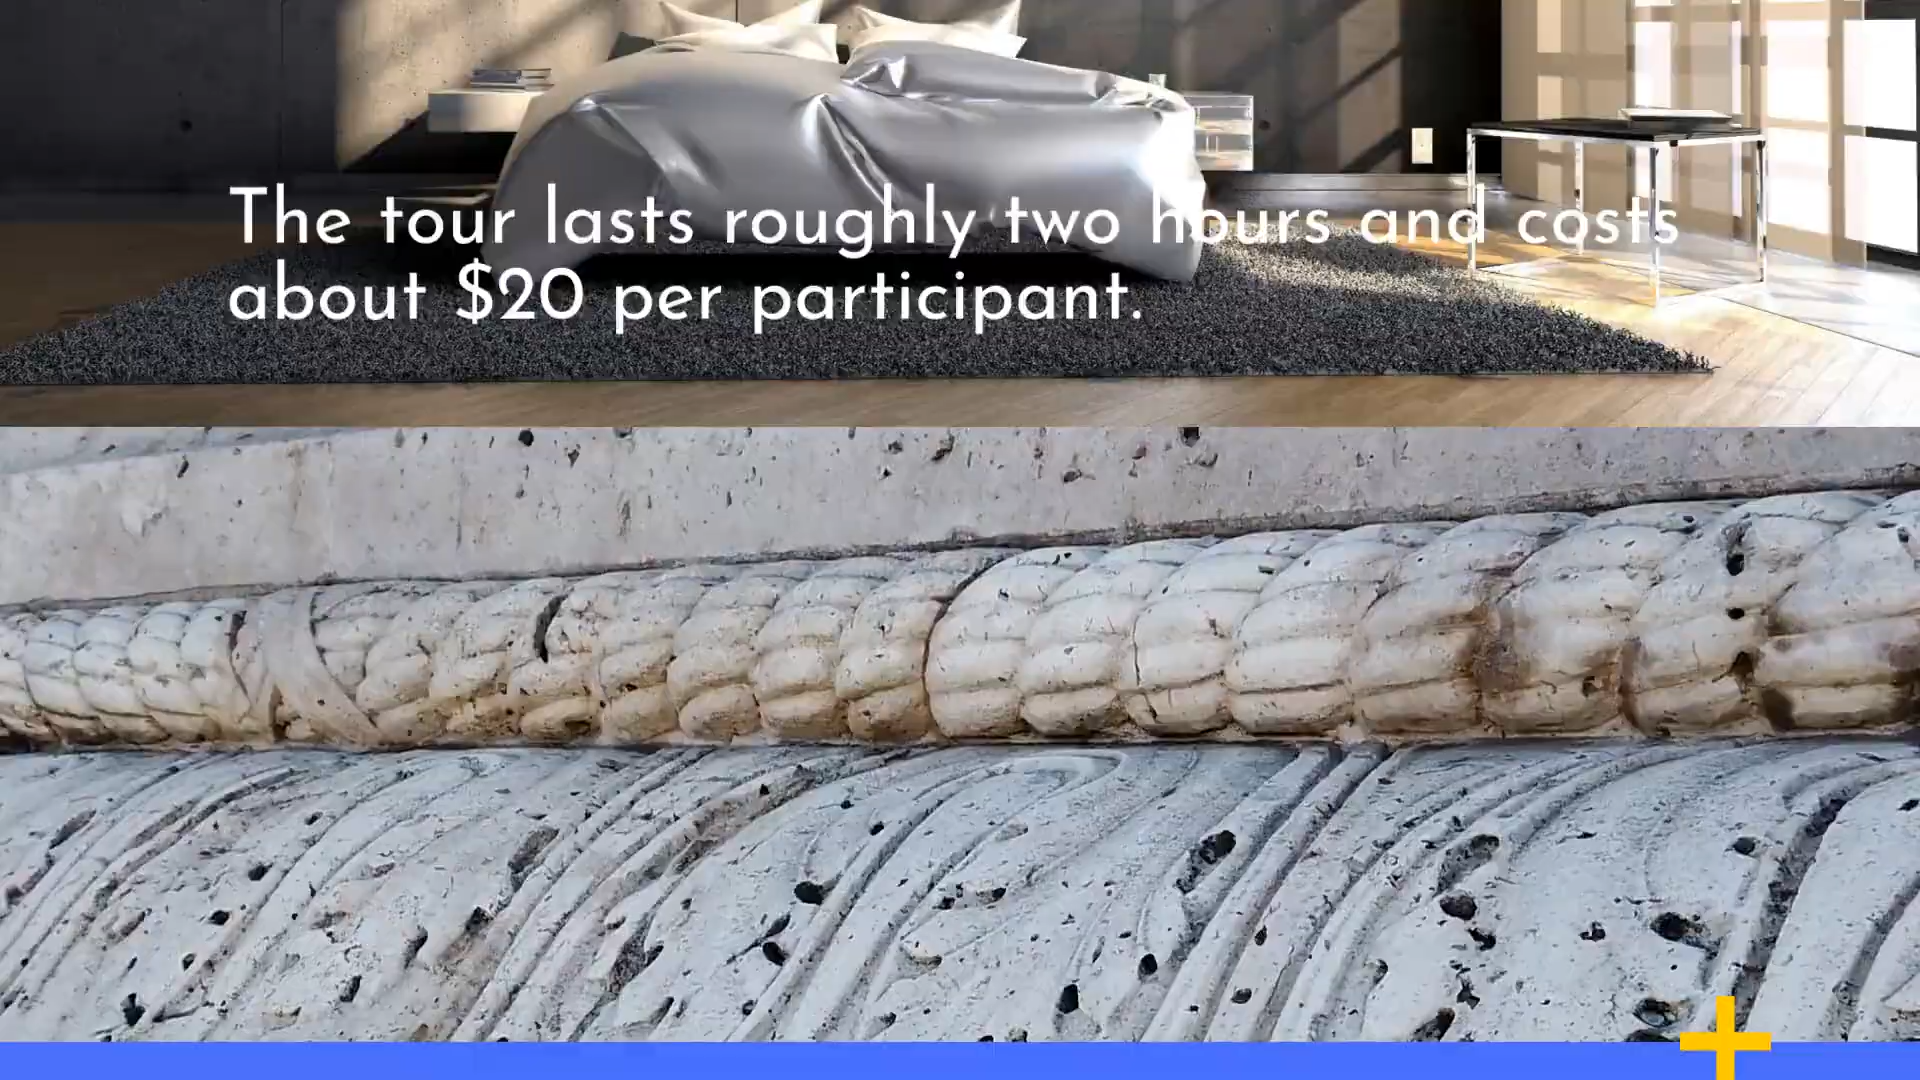 The tour lasts roughly two hours and costs
about $20 per participant.